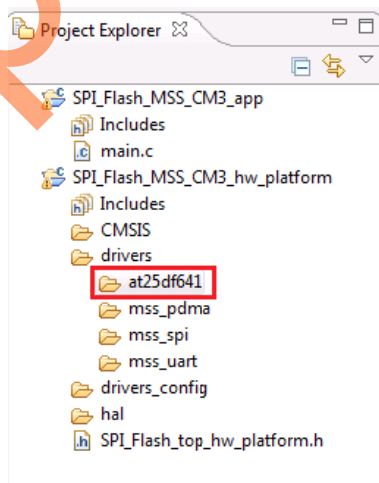 Project Explorer
SPI_Flash_MSS_CM3_app
Includes
main.c
SPI_Flash_MSS_CM3_hw_platform
Includes
CMSIS
drivers
at25df641
mss_pdma
mss_spi
mss_uart
drivers_config
hal
SPI_Flash_top_hw_platform.h